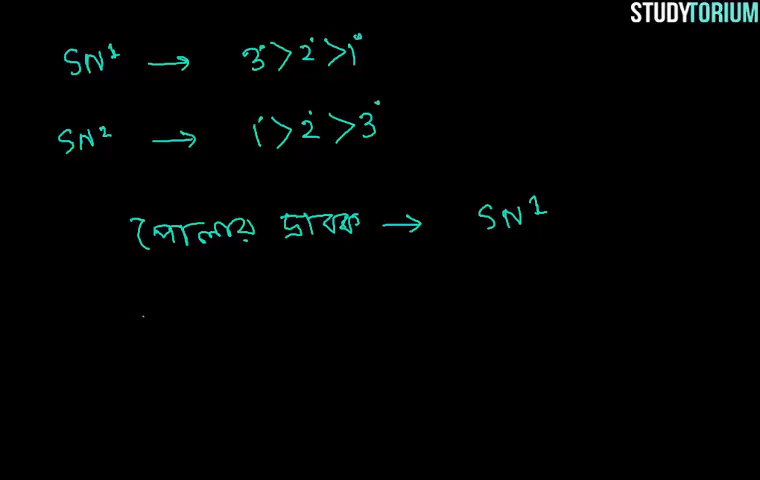 STUDYTORIUM
SN¹ → 3° > 2° > 1°
SN² → 1° > 2° > 3°
পোলার দ্রাবক → SN¹